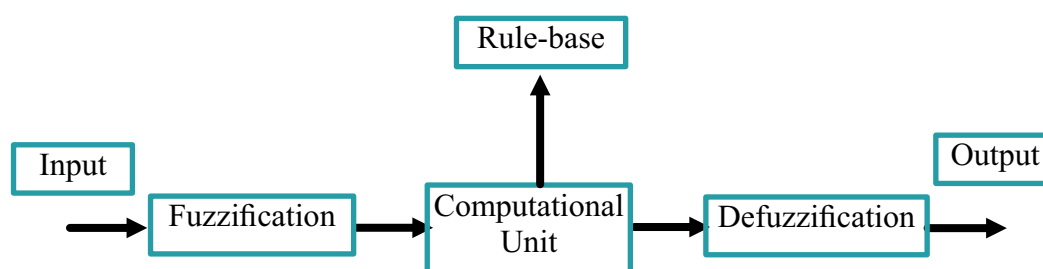 Rule-base
Input
Output
Fuzzification
Computational
Unit
Defuzzification